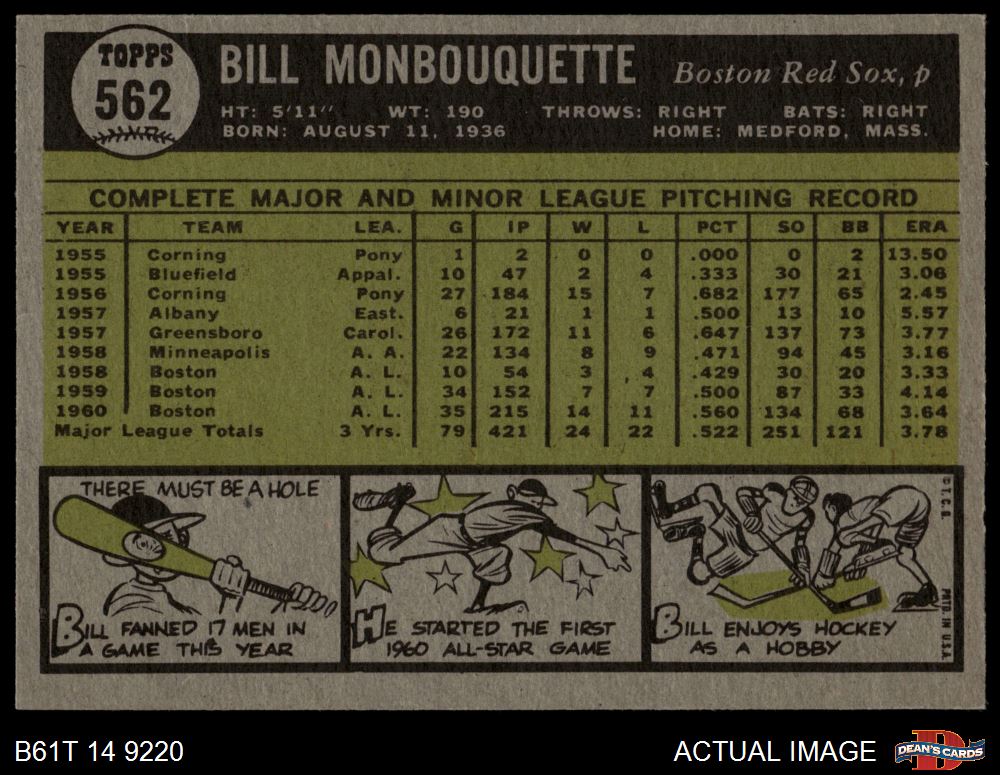 TOPPS
562
BILL MONBOUQUETTE Boston Red Sox, p
HT: 5'11" WT: 190 THROWS: RIGHT BATS: RIGHT
BORN: AUGUST 11, 1936 HOME: MEDFORD, MASS.
COMPLETE MAJOR AND MINOR LEAGUE PITCHING RECORD
YEAR TEAM LEA. G IP W L PCT SO BB ERA
1955 Corning Pony 1 2 0 0 .000 0 2 13.50
1955 Bluefield Appal. 10 47 2 4 .333 30 21 3.06
1956 Corning Pony 27 184 15 7 .682 177 65 2.45
1957 Albany East. 6 21 1 1 .500 13 10 5.57
1957 Greensboro Carol. 26 172 11 6 .647 137 73 3.77
1958 Minneapolis A. A. 22 134 8 9 .471 94 45 3.16
1958 Boston A. L. 10 54 3 4 .429 30 20 3.33
1959 Boston A. L. 34 152 7 7 .500 87 33 4.14
1960 Boston A. L. 35 215 14 11 .560 134 68 3.64
Major League Totals 3 Yrs. 79 421 24 22 .522 251 121 3.78
THERE MUST BE A HOLE
BILL FANNED 17 MEN IN
A GAME THIS YEAR
HE STARTED THE FIRST
1960 ALL-STAR GAME
BILL ENJOYS HOCKEY
AS A HOBBY
© T.C.G.
PRTD. IN U.S.A.
B61T 14 9220
ACTUAL IMAGE
D
DEAN'S CARDS